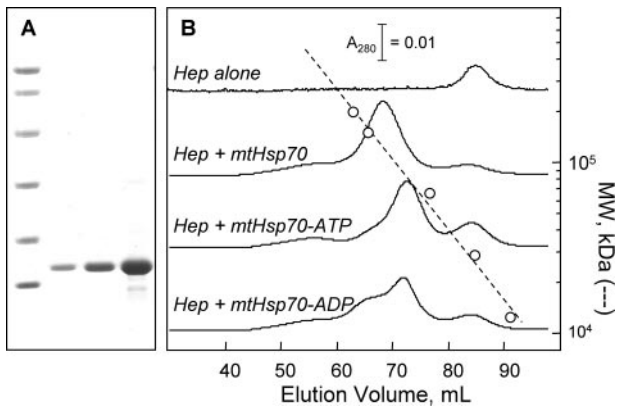 A
B
A280 = 0.01
Hep alone
Hep + mtHsp70
Hep + mtHsp70-ATP
Hep + mtHsp70-ADP
10^5
10^4
MW, kDa (---)
40 50 60 70 80 90
Elution Volume, mL